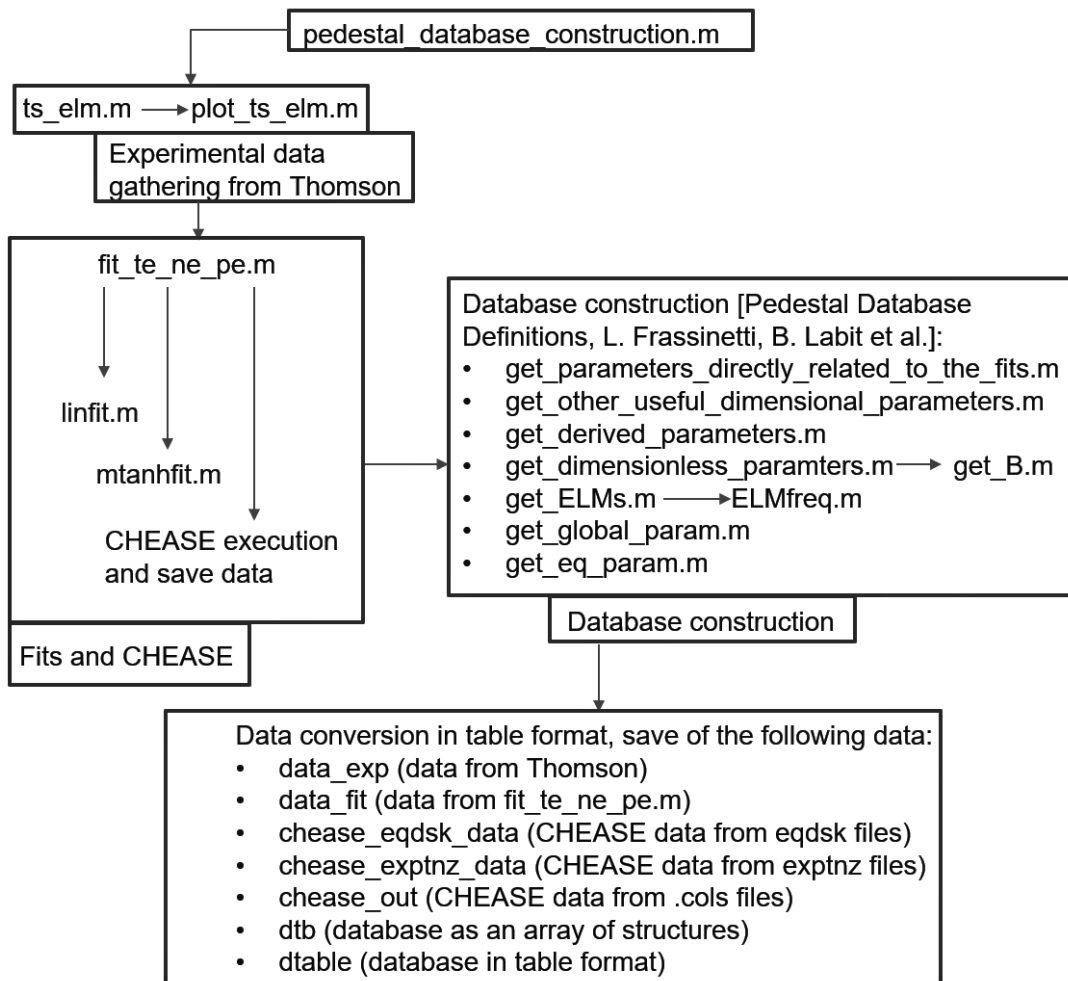 pedestal_database_construction.m
ts_elm.m → plot_ts_elm.m
Experimental data
gathering from Thomson
fit_te_ne_pe.m
linfit.m
mtanhfit.m
CHEASE execution
and save data
Fits and CHEASE
Database construction [Pedestal Database
Definitions, L. Frassinetti, B. Labit et al.]:
• get_parameters_directly_related_to_the_fits.m
• get_other_useful_dimensional_parameters.m
• get_derived_parameters.m
• get_dimensionless_paramters.m → get_B.m
• get_ELMs.m → ELMfreq.m
• get_global_param.m
• get_eq_param.m
Database construction
Data conversion in table format, save of the following data:
• data_exp (data from Thomson)
• data_fit (data from fit_te_ne_pe.m)
• chease_eqdsk_data (CHEASE data from eqdsk files)
• chease_exptnz_data (CHEASE data from exptnz files)
• chease_out (CHEASE data from .cols files)
• dtb (database as an array of structures)
• dtable (database in table format)